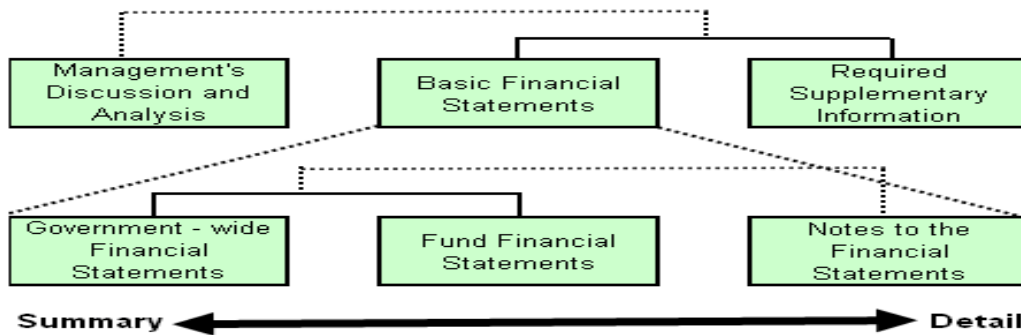 Management's
Discussion and
Analysis
Basic Financial
Statements
Required
Supplementary
Information
Government - wide
Financial
Statements
Fund Financial
Statements
Notes to the
Financial
Statements
Summary
Detail